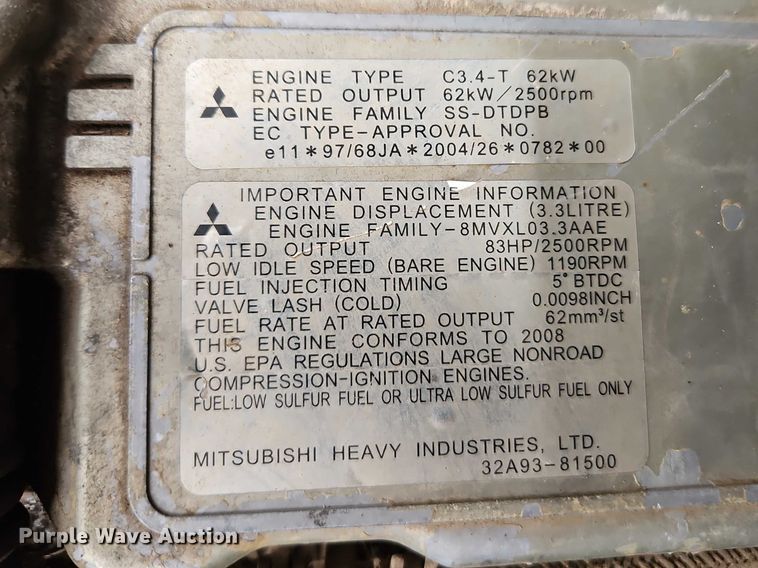 ENGINE TYPE C3.4-T 62kW
RATED OUTPUT 62kW/2500rpm
ENGINE FAMILY SS-DTDPB
EC TYPE-APPROVAL NO.
e11*97/68JA*2004/26*0782*00
IMPORTANT ENGINE INFORMATION
ENGINE DISPLACEMENT (3.3LITRE)
ENGINE FAMILY-8MVXL03.3AAE
RATED OUTPUT 83HP/2500RPM
LOW IDLE SPEED (BARE ENGINE) 1190RPM
FUEL INJECTION TIMING 5° BTDC
VALVE LASH (COLD) 0.0098INCH
FUEL RATE AT RATED OUTPUT 62mm³/st
THIS ENGINE CONFORMS TO 2008
U.S. EPA REGULATIONS LARGE NONROAD
COMPRESSION-IGNITION ENGINES.
FUEL:LOW SULFUR FUEL OR ULTRA LOW SULFUR FUEL ONLY
MITSUBISHI HEAVY INDUSTRIES, LTD.
32A93-81500
Purple Wave Auction